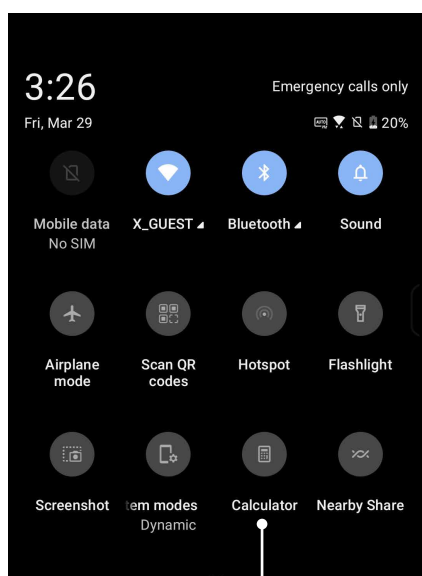 3:26
Emergency calls only
Fri, Mar 29
20%
Mobile data
No SIM
X_GUEST
Bluetooth
Sound
Airplane
mode
Scan QR
codes
Hotspot
Flashlight
Screenshot
tem modes
Dynamic
Calculator
Nearby Share